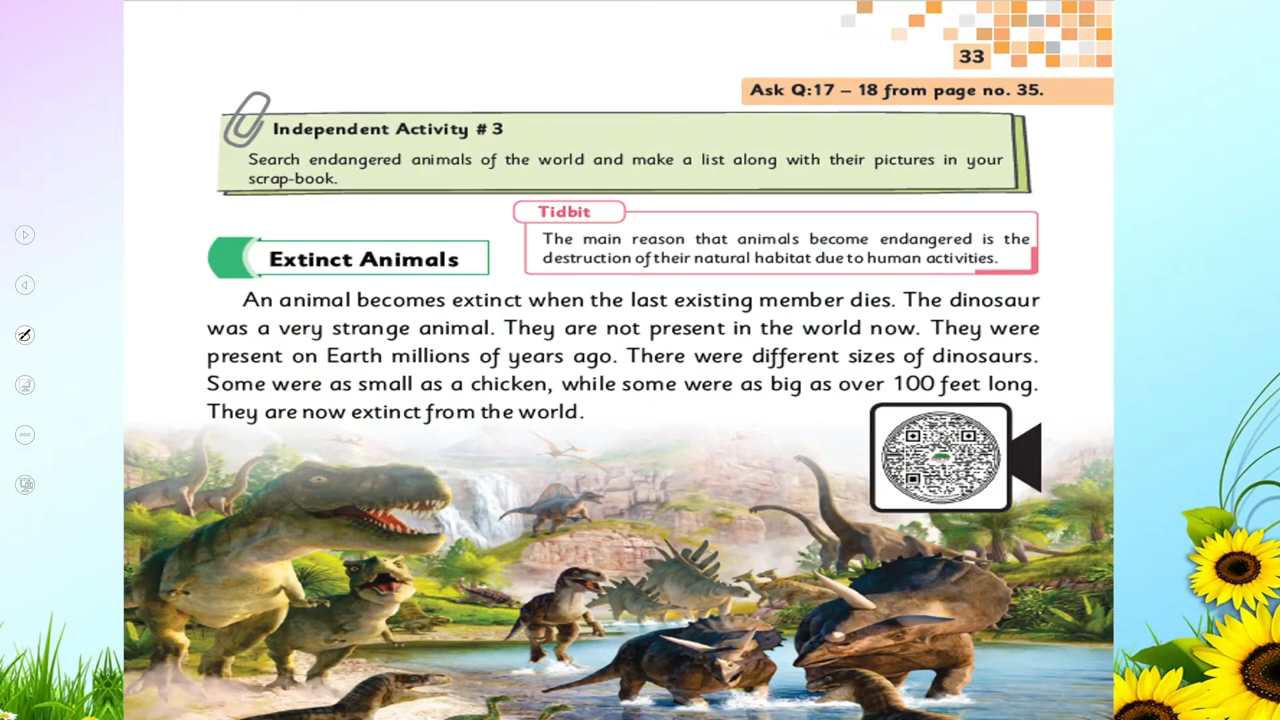 33
Ask Q:17 – 18 from page no. 35.
Independent Activity # 3
Search endangered animals of the world and make a list along with their pictures in your
scrap-book.
Tidbit
The main reason that animals become endangered is the
destruction of their natural habitat due to human activities.
Extinct Animals
An animal becomes extinct when the last existing member dies. The dinosaur
was a very strange animal. They are not present in the world now. They were
present on Earth millions of years ago. There were different sizes of dinosaurs.
Some were as small as a chicken, while some were as big as over 100 feet long.
They are now extinct from the world.